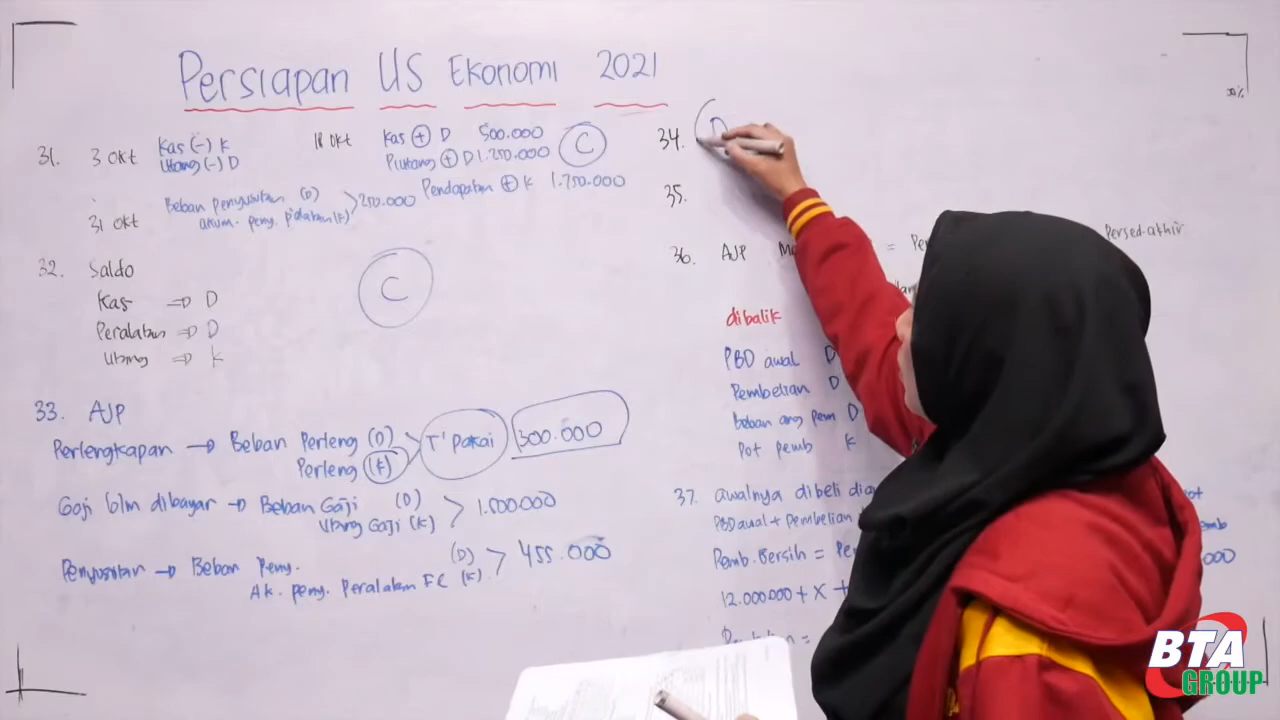 Persiapan US Ekonomi 2021
31. 3 Okt Kas (-) K
Utang (-) D
18 Okt Kas (+) D 500.000
Piutang (+) D 1.250.000
Pendapatan (+) K 1.750.000
C
31 Okt Beban penyusutan (D)
akum. peny. p'alatan (K) > 250.000
32. Saldo
Kas => D
Peralatan => D
Utang => K
C
33. AJP
Perlengkapan → Beban Perleng (D)
Perleng (K) > T'pakai 300.000
Gaji blm dibayar → Beban Gaji (D)
Utang Gaji (K) > 1.500.000
Penyusutan → Beban Peny. (D)
Ak. peny. Peralatan FC (K) > 455.000
34. D
35.
36. AJP
=
Persed. akhir
dibalik
PBD awal D
Pembelian D
Beban ang pem D
Pot pemb K
37. awalnya dibeli
PBD awal + Pembelian
Pemb. Bersih =
12.000.000 + X +
BTA
GROUP